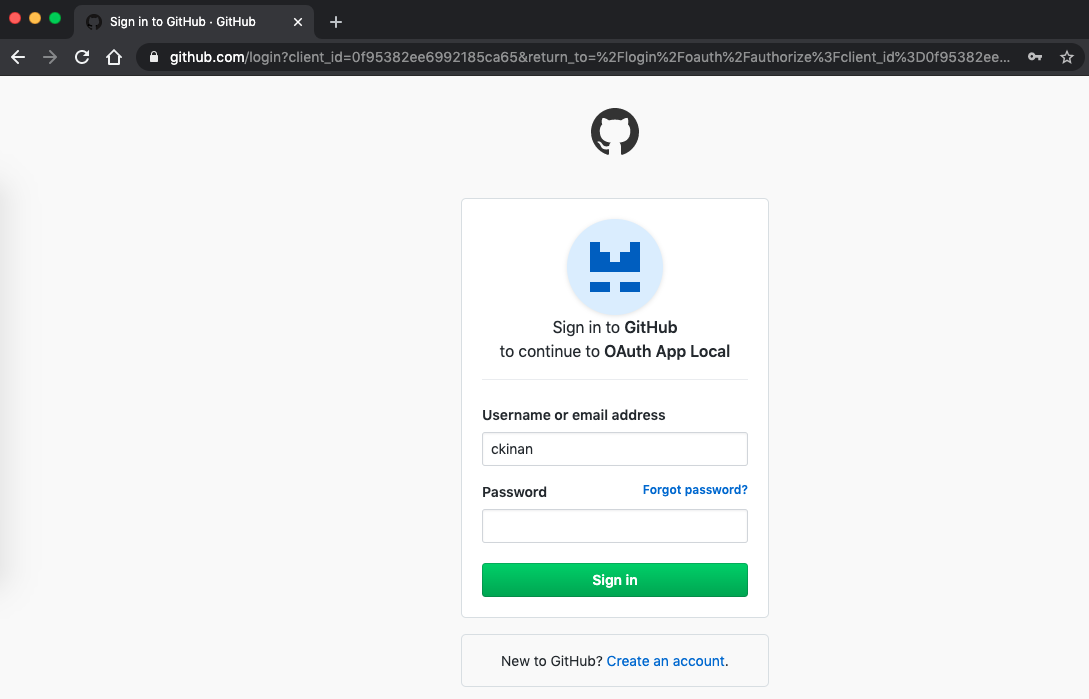 Sign in to GitHub · GitHub
github.com/login?client_id=0f95382ee6992185ca65&return_to=%2Flogin%2Foauth%2Fauthorize%3Fclient_id%3D0f95382ee...
Sign in to GitHub
to continue to OAuth App Local
Username or email address
ckinan
Password Forgot password?
Sign in
New to GitHub? Create an account.